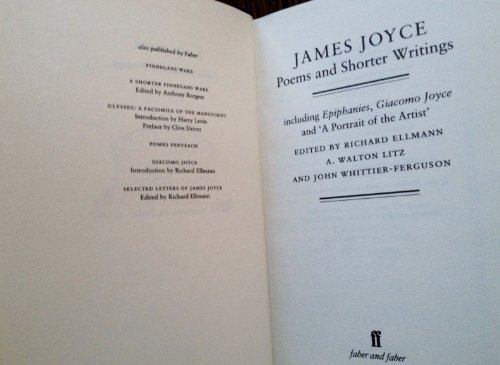 also published by Faber
FINNEGANS WAKE
A SHORTER FINNEGANS WAKE
Edited by Anthony Burgess
ULYSSES: A FACSIMILE OF THE MANUSCRIPT
Introduction by Harry Levin
Preface by Clive Driver
POMES PENYEACH
GIACOMO JOYCE
Introduction by Richard Ellmann
SELECTED LETTERS OF JAMES JOYCE
Edited by Richard Ellmann
JAMES JOYCE
Poems and Shorter Writings
including Epiphanies, Giacomo Joyce
and ‘A Portrait of the Artist’
EDITED BY RICHARD ELLMANN
A. WALTON LITZ
AND JOHN WHITTIER-FERGUSON
ff
faber and faber